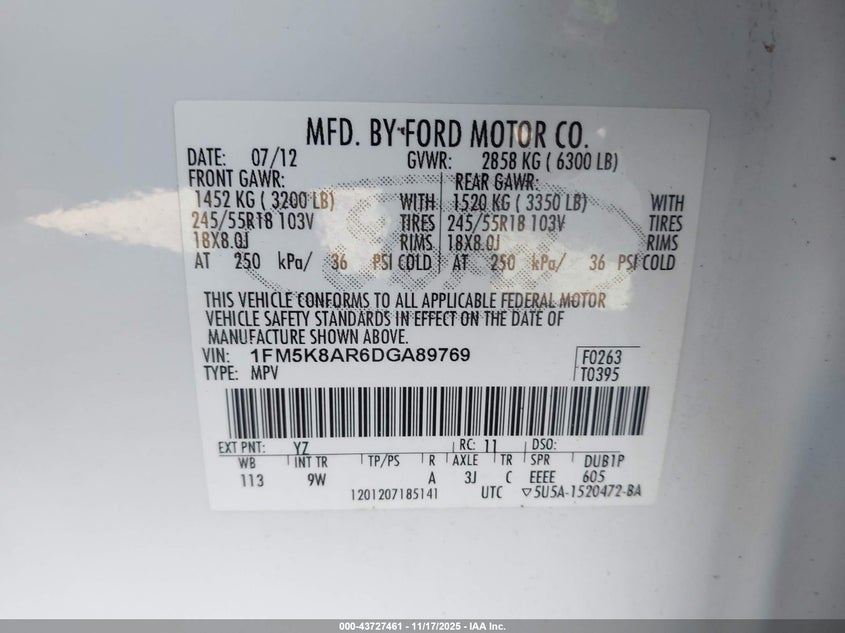 MFD. BY FORD MOTOR CO.
DATE: 07/12 GVWR: 2858 KG ( 6300 LB)
FRONT GAWR: REAR GAWR:
1452 KG ( 3200 LB) WITH 1520 KG ( 3350 LB) WITH
245/55R18 103V TIRES 245/55R18 103V TIRES
18X8.0J RIMS 18X8.0J RIMS
AT 250 kPa/ 36 PSI COLD AT 250 kPa/ 36 PSI COLD
THIS VEHICLE CONFORMS TO ALL APPLICABLE FEDERAL MOTOR
VEHICLE SAFETY STANDARDS IN EFFECT ON THE DATE OF
MANUFACTURE SHOWN ABOVE.
VIN: 1FM5K8AR6DGA89769 F0263
TYPE: MPV T0395
EXT PNT: YZ RC: 11 DSO:
WB INT TR TP/PS R AXLE TR SPR DUB1P
113 9W A 3J C EEEE 605
1201207185141 UTC ▽5U5A-1520472-BA
000-43727461 - 11/17/2025 - IAA Inc.